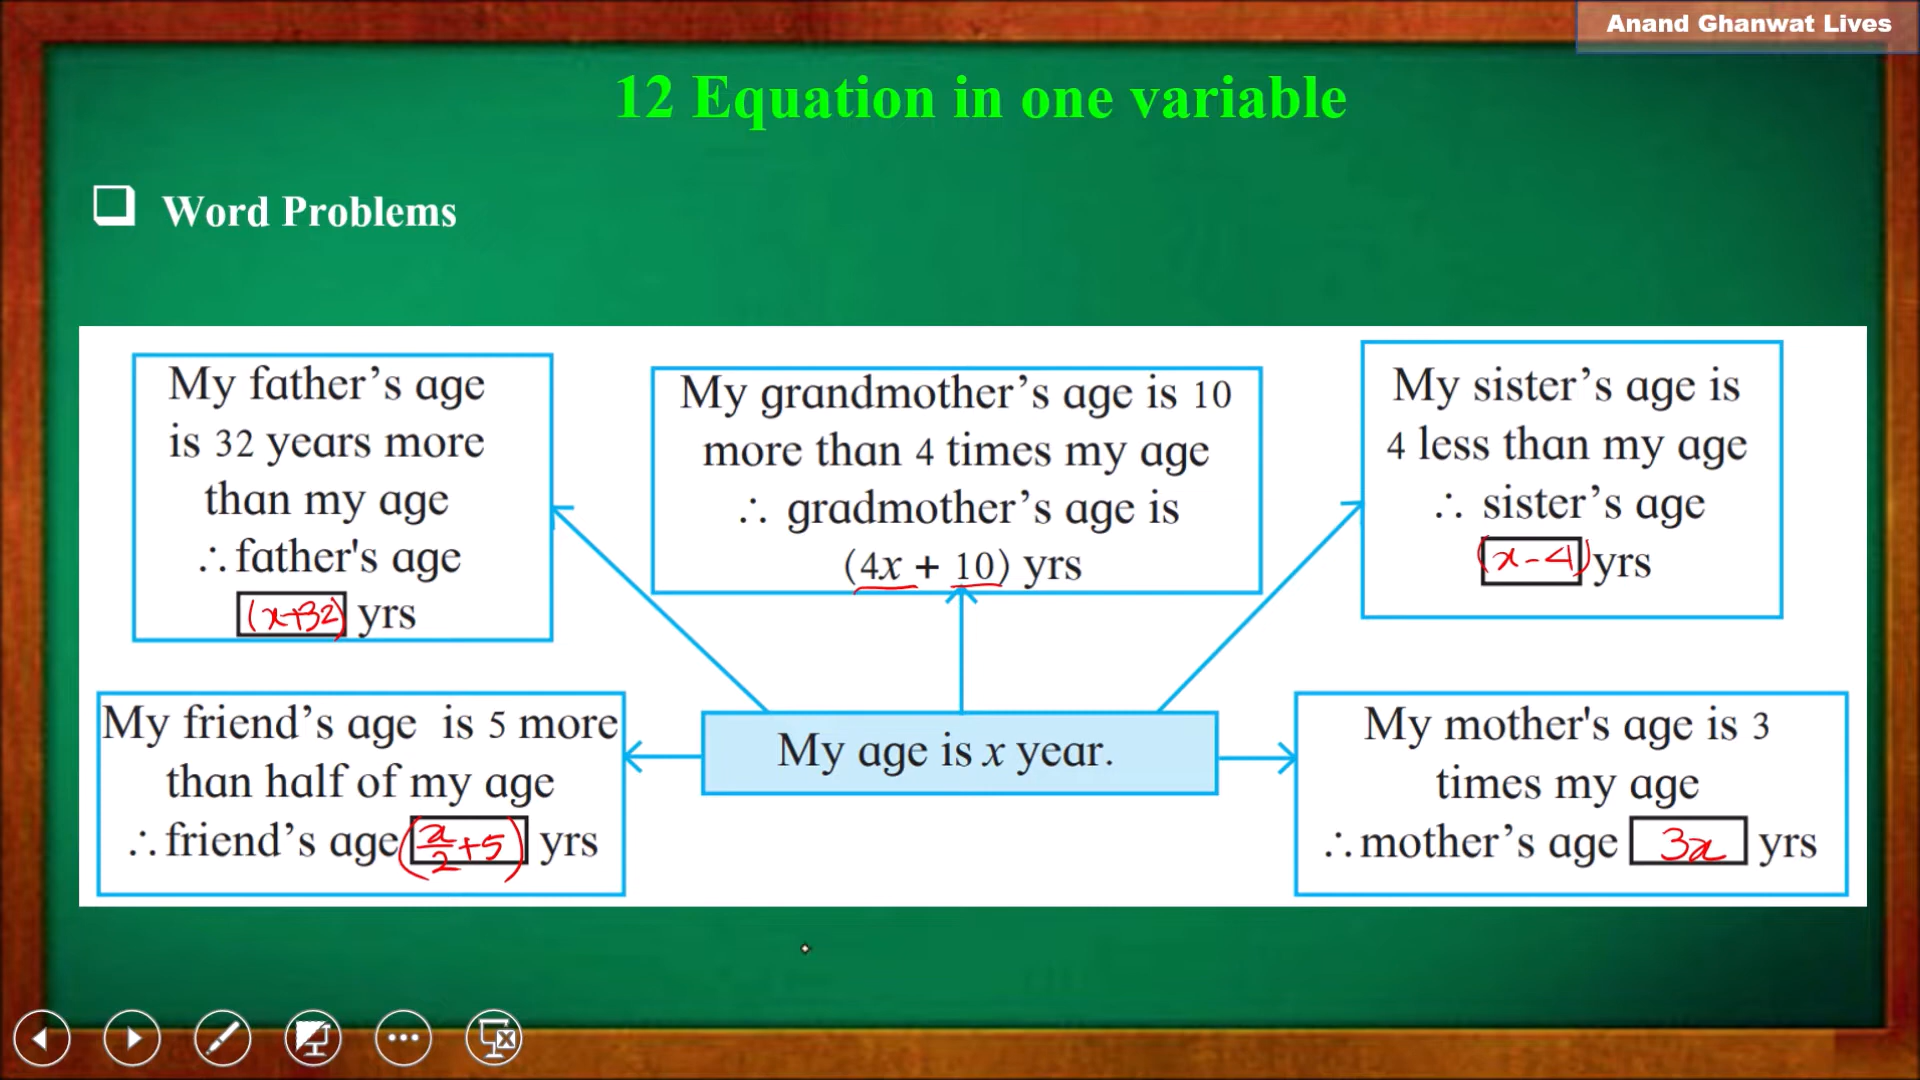 Anand Ghanwat Lives
12 Equation in one variable
Word Problems
My father's age
is 32 years more
than my age
∴ father's age
(x+32) yrs
My grandmother's age is 10
more than 4 times my age
∴ gradmother's age is
(4x + 10) yrs
My sister's age is
4 less than my age
∴ sister's age
(x-4) yrs
My friend's age is 5 more
than half of my age
∴ friend's age (x/2+5) yrs
My age is x year.
My mother's age is 3
times my age
∴ mother's age 3x yrs